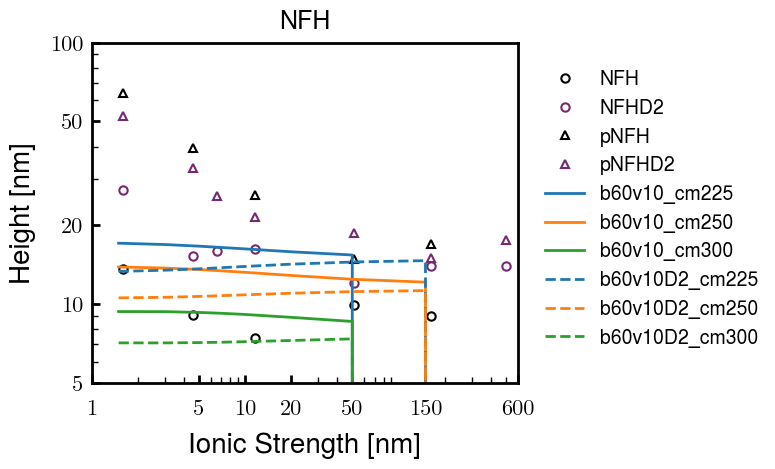 NFH
100
50
20
10
5
Height [nm]
1
5
10
20
50
150
600
Ionic Strength [nm]
NFH
NFHD2
pNFH
pNFHD2
b60v10_cm225
b60v10_cm250
b60v10_cm300
b60v10D2_cm225
b60v10D2_cm250
b60v10D2_cm300